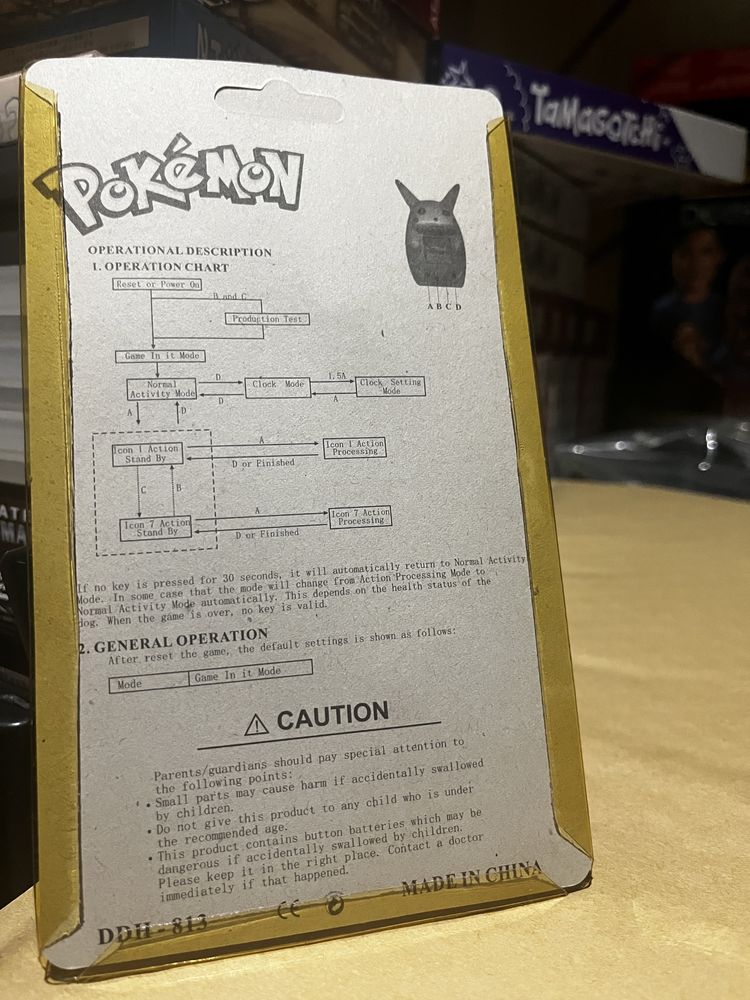 TAMAGOTCHi
POKéMON
OPERATIONAL DESCRIPTION
1. OPERATION CHART
A B C D
Reset or Power On
B and C
Production Test
Game In it Mode
Normal
Activity Mode
D
D
Clock Mode
1.5A
A
Clock Setting
Mode
A
D
Icon 1 Action
Stand By
A
D or Finished
Icon 1 Action
Processing
C
B
Icon 7 Action
Stand By
A
D or Finished
Icon 7 Action
Processing
If no key is pressed for 30 seconds, it will automatically return to Normal Activity
Mode. In some case that the mode will change from Action Processing Mode to
Normal Activity Mode automatically. This depends on the health status of the
dog. When the game is over, no key is valid.
2. GENERAL OPERATION
After reset the game, the default settings is shown as follows:
Mode
Game In it Mode
CAUTION
Parents/guardians should pay special attention to
the following points:
• Small parts may cause harm if accidentally swallowed
by children.
• Do not give this product to any child who is under
the recommended age.
• This product contains button batteries which may be
dangerous if accidentally swallowed by children.
Please keep it in the right place. Contact a doctor
immediately if that happened.
DDH-813
CE
MADE IN CHINA